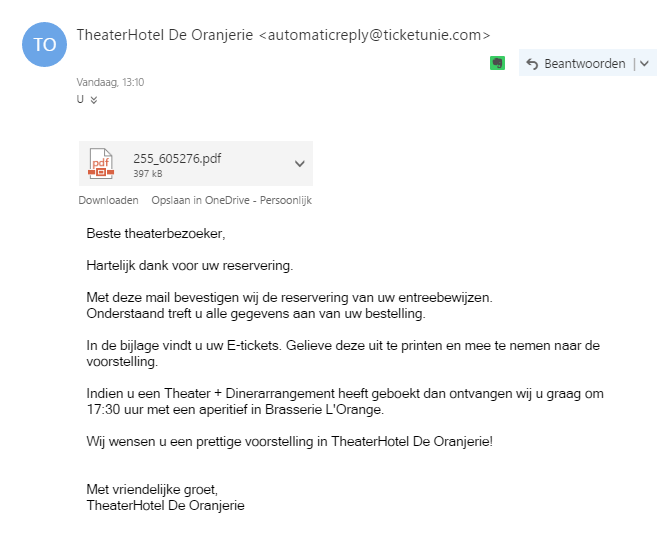 TO
TheaterHotel De Oranjerie <automaticreply@ticketunie.com>
Beantwoorden
Vandaag, 13:10
U
pdf
255_605276.pdf
397 kB
Downloaden Opslaan in OneDrive - Persoonlijk
Beste theaterbezoeker,
Hartelijk dank voor uw reservering.
Met deze mail bevestigen wij de reservering van uw entreebewijzen.
Onderstaand treft u alle gegevens aan van uw bestelling.
In de bijlage vindt u uw E-tickets. Gelieve deze uit te printen en mee te nemen naar de
voorstelling.
Indien u een Theater + Dinerarrangement heeft geboekt dan ontvangen wij u graag om
17:30 uur met een aperitief in Brasserie L'Orange.
Wij wensen u een prettige voorstelling in TheaterHotel De Oranjerie!
Met vriendelijke groet,
TheaterHotel De Oranjerie